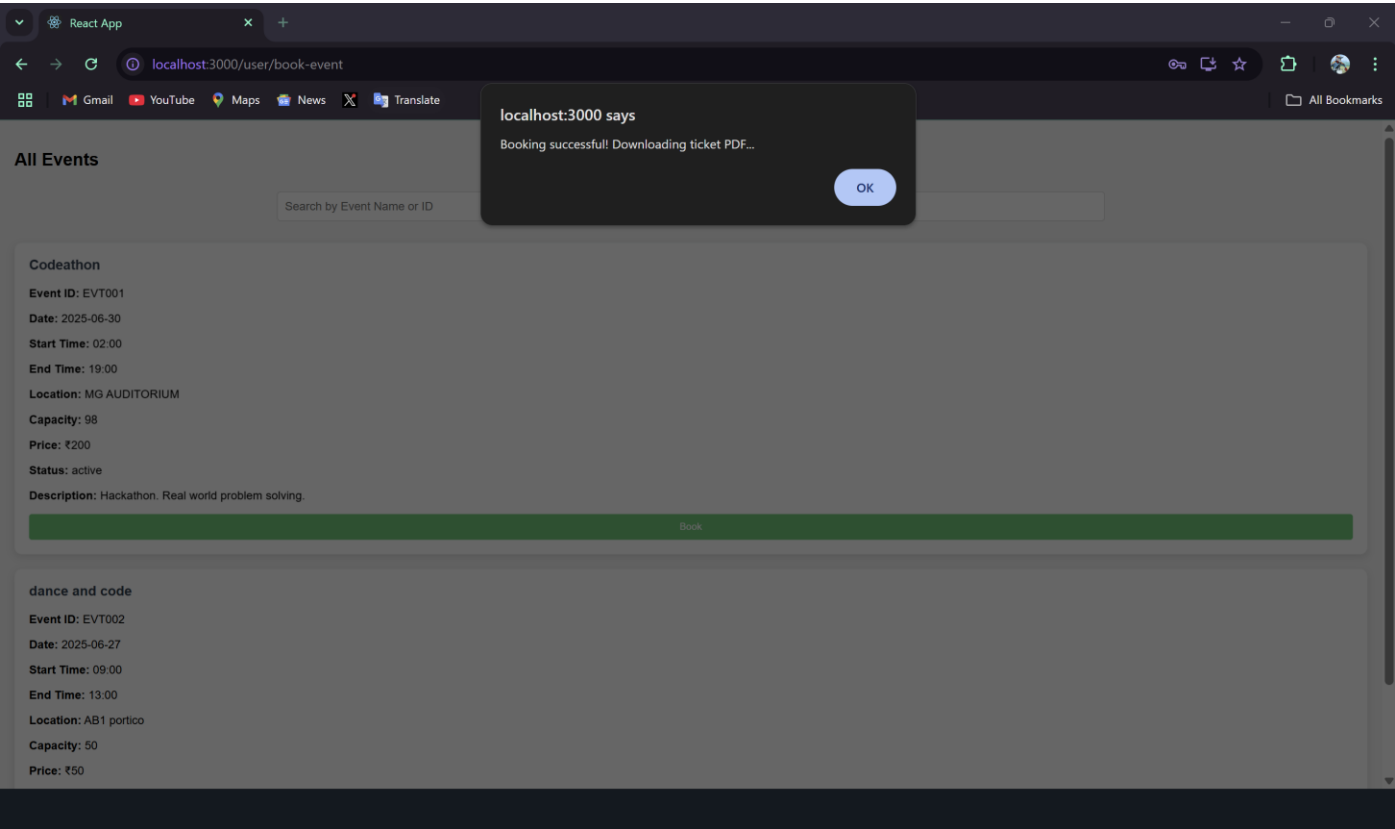 React App
localhost:3000/user/book-event
Gmail YouTube Maps News Translate All Bookmarks
localhost:3000 says
Booking successful! Downloading ticket PDF...
OK
All Events
Search by Event Name or ID
Codeathon
Event ID: EVT001
Date: 2025-06-30
Start Time: 02:00
End Time: 19:00
Location: MG AUDITORIUM
Capacity: 98
Price: ₹200
Status: active
Description: Hackathon. Real world problem solving.
Book
dance and code
Event ID: EVT002
Date: 2025-06-27
Start Time: 09:00
End Time: 13:00
Location: AB1 portico
Capacity: 50
Price: ₹50